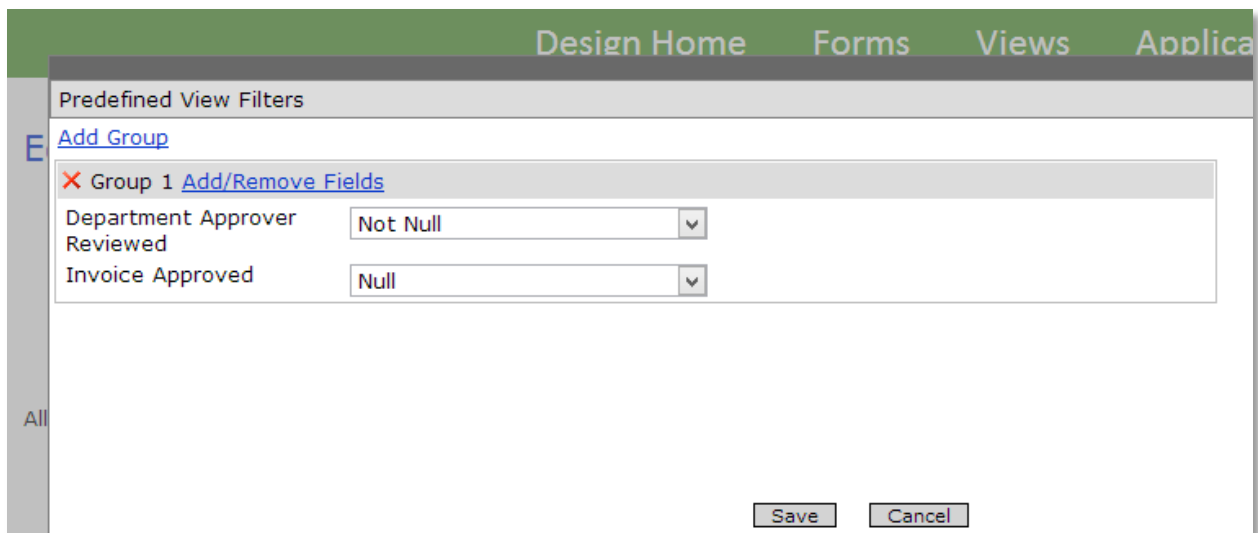 Design Home Forms Views Applica
Predefined View Filters
Add Group
E
Group 1 Add/Remove Fields
Department Approver Not Null
Reviewed
Invoice Approved Null
All
Save Cancel